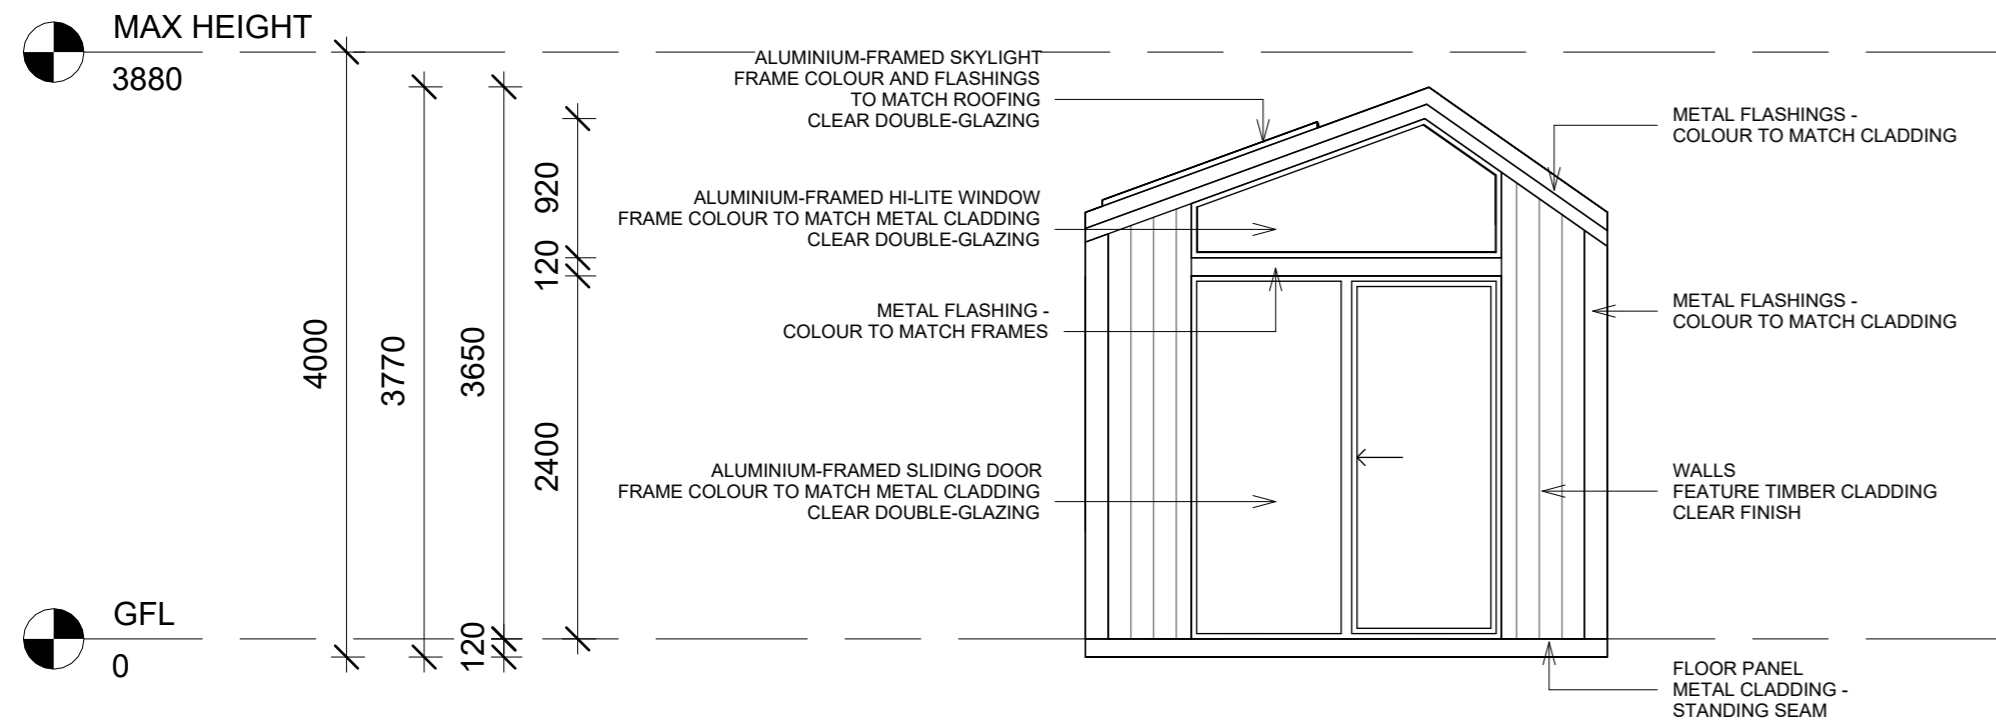 MAX HEIGHT
3880
GFL
0
4000
3770
3650
120
920
120
2400
ALUMINIUM-FRAMED SKYLIGHT
FRAME COLOUR AND FLASHINGS
TO MATCH ROOFING
CLEAR DOUBLE-GLAZING
ALUMINIUM-FRAMED HI-LITE WINDOW
FRAME COLOUR TO MATCH METAL CLADDING
CLEAR DOUBLE-GLAZING
METAL FLASHING -
COLOUR TO MATCH FRAMES
ALUMINIUM-FRAMED SLIDING DOOR
FRAME COLOUR TO MATCH METAL CLADDING
CLEAR DOUBLE-GLAZING
METAL FLASHINGS -
COLOUR TO MATCH CLADDING
METAL FLASHINGS -
COLOUR TO MATCH CLADDING
WALLS
FEATURE TIMBER CLADDING
CLEAR FINISH
FLOOR PANEL
METAL CLADDING -
STANDING SEAM